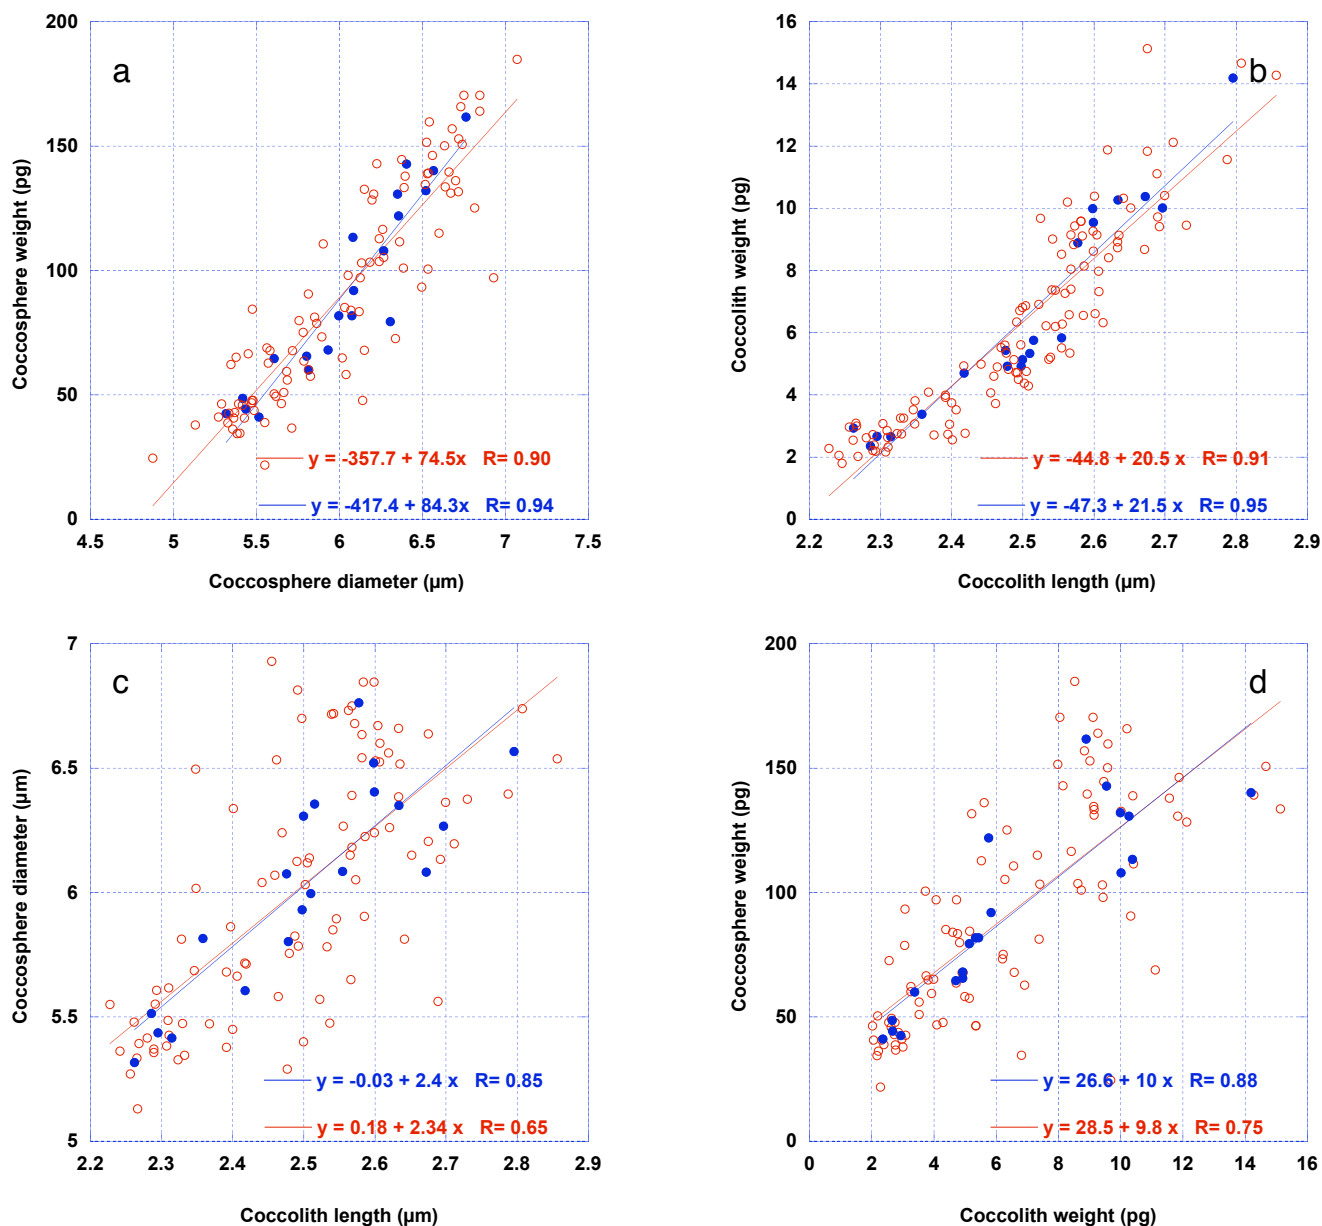 a
Coccosphere weight (pg)
200
150
100
50
0
y = -357.7 + 74.5x R= 0.90
y = -417.4 + 84.3x R= 0.94
4.5 5 5.5 6 6.5 7 7.5
Coccosphere diameter (µm)
b
Coccolith weight (pg)
16
14
12
10
8
6
4
2
0
y = -44.8 + 20.5 x R= 0.91
y = -47.3 + 21.5 x R= 0.95
2.2 2.3 2.4 2.5 2.6 2.7 2.8 2.9
Coccolith length (µm)
c
Coccosphere diameter (µm)
7
6.5
6
5.5
5
y = -0.03 + 2.4 x R= 0.85
y = 0.18 + 2.34 x R= 0.65
2.2 2.3 2.4 2.5 2.6 2.7 2.8 2.9
Coccolith length (µm)
d
Coccosphere weight (pg)
200
150
100
50
0
y = 26.6 + 10 x R= 0.88
y = 28.5 + 9.8 x R= 0.75
0 2 4 6 8 10 12 14 16
Coccolith weight (pg)